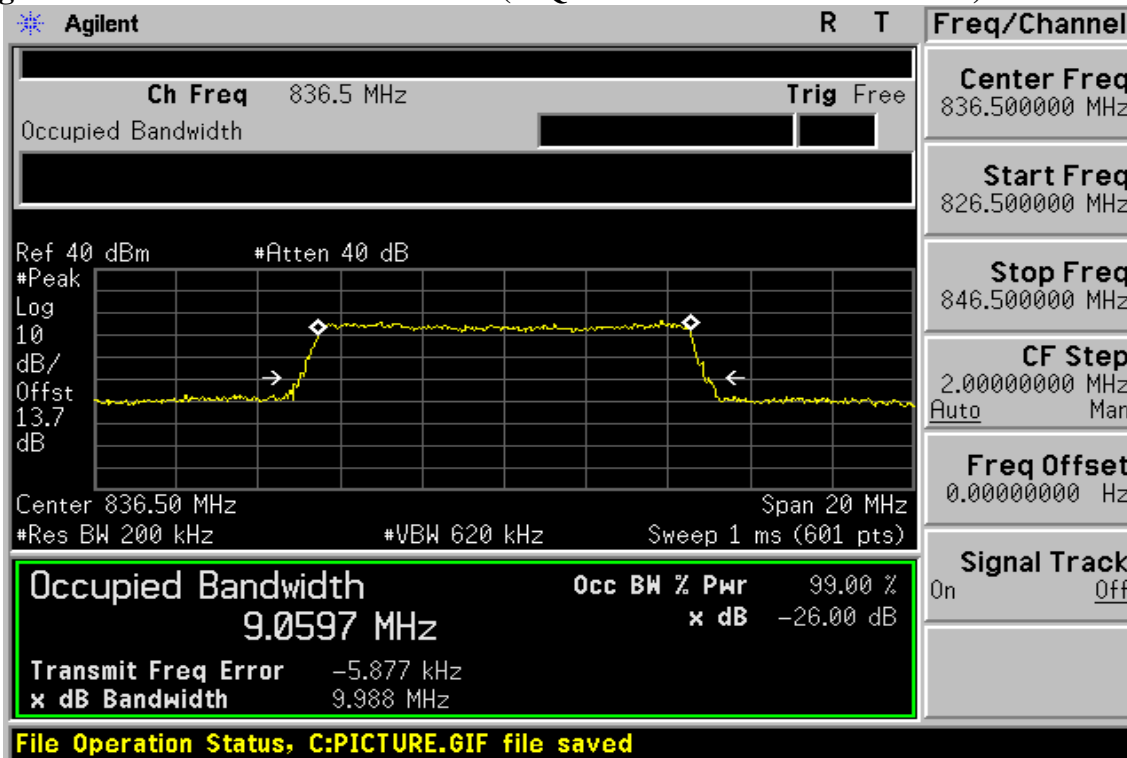 Agilent R T
Ch Freq 836.5 MHz Trig Free
Occupied Bandwidth
Ref 40 dBm #Atten 40 dB
#Peak
Log
10
dB/
Offst
13.7
dB
Center 836.50 MHz Span 20 MHz
#Res BW 200 kHz #VBW 620 kHz Sweep 1 ms (601 pts)
Occupied Bandwidth Occ BW % Pwr 99.00 %
9.0597 MHz x dB -26.00 dB
Transmit Freq Error -5.877 kHz
x dB Bandwidth 9.988 MHz
File Operation Status, C:PICTURE.GIF file saved
Freq/Channel
Center Freq
836.500000 MHz
Start Freq
826.500000 MHz
Stop Freq
846.500000 MHz
CF Step
2.00000000 MHz
Auto Man
Freq Offset
0.00000000 Hz
Signal Track
On Off